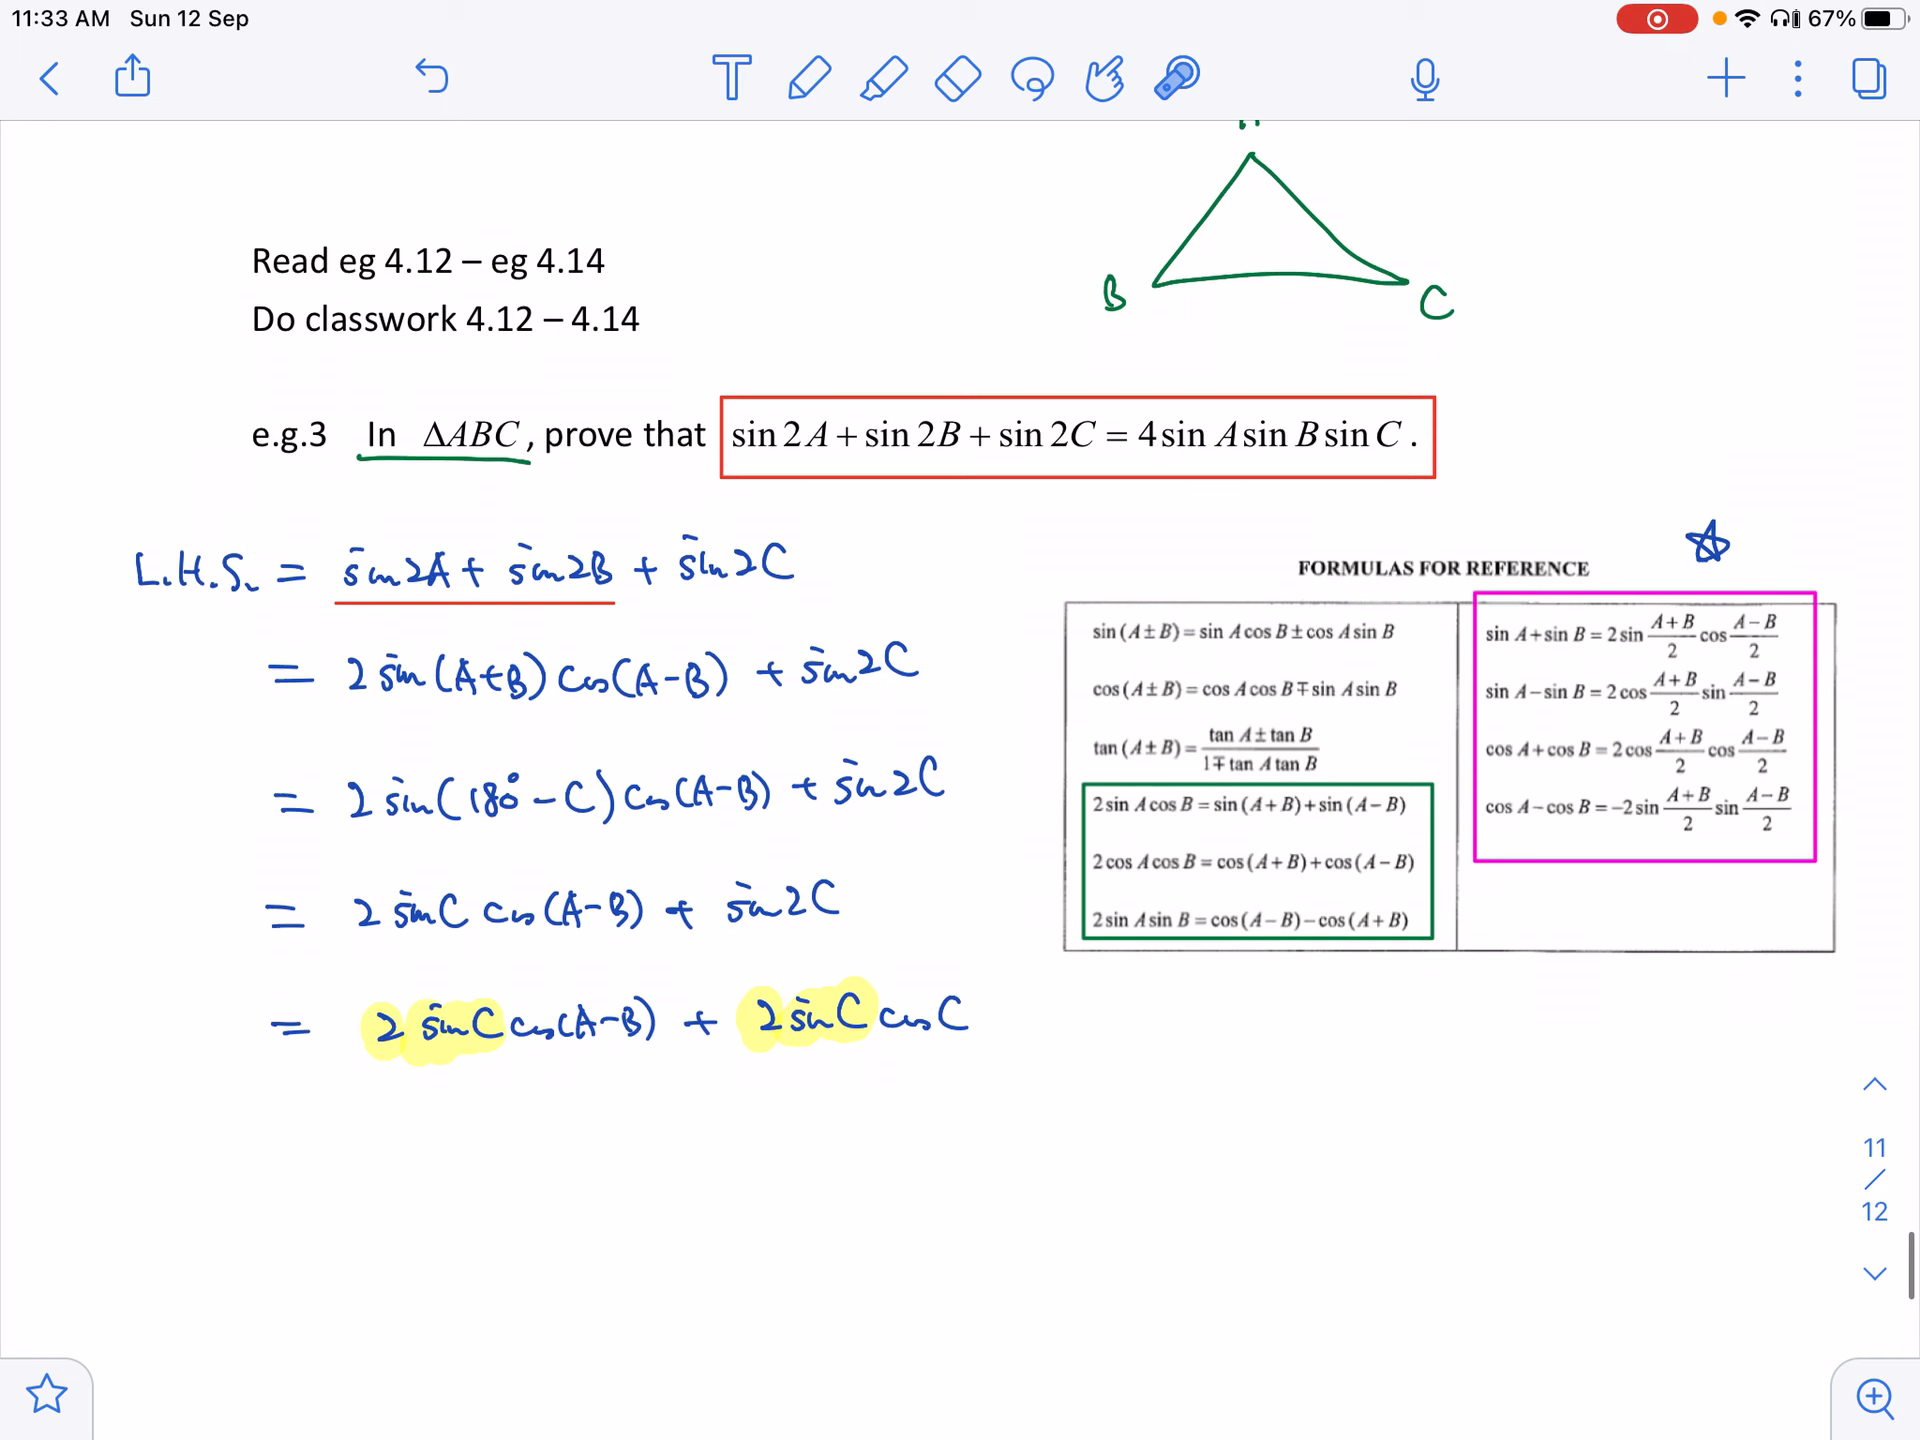 11:33 AM Sun 12 Sep 67%
B C
Read eg 4.12 – eg 4.14
Do classwork 4.12 – 4.14
e.g.3 In ΔABC, prove that sin 2A + sin 2B + sin 2C = 4 sin A sin B sin C .
L.H.S. = sin2A + sin2B + sin2C
= 2 sin(A+B) cos(A-B) + sin2C
= 2 sin(180° - C) cos(A-B) + sin2C
= 2 sinC cos(A-B) + sin2C
= 2 sinC cos(A-B) + 2 sinC cosC
FORMULAS FOR REFERENCE
sin (A ± B) = sin A cos B ± cos A sin B
cos (A ± B) = cos A cos B ∓ sin A sin B
tan (A ± B) = (tan A ± tan B)/(1 ∓ tan A tan B)
2 sin A cos B = sin (A + B) + sin (A − B)
2 cos A cos B = cos (A + B) + cos (A − B)
2 sin A sin B = cos (A − B) − cos (A + B)
sin A + sin B = 2 sin (A + B)/2 cos (A − B)/2
sin A − sin B = 2 cos (A + B)/2 sin (A − B)/2
cos A + cos B = 2 cos (A + B)/2 cos (A − B)/2
cos A − cos B = −2 sin (A + B)/2 sin (A − B)/2
11
/
12